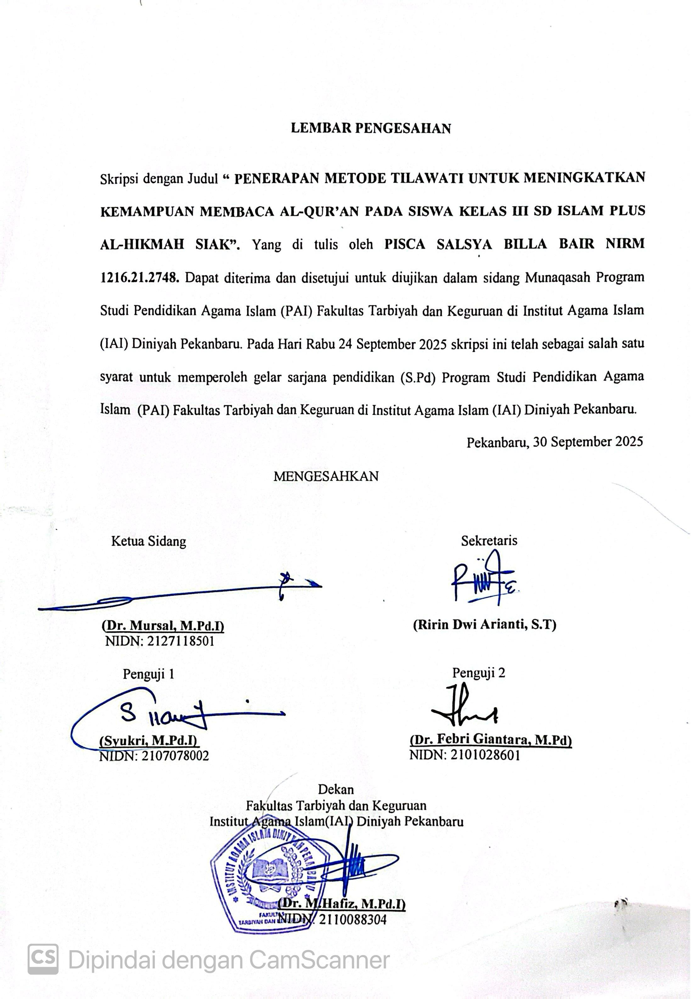 LEMBAR PENGESAHAN
Skripsi dengan Judul “ PENERAPAN METODE TILAWATI UNTUK MENINGKATKAN
KEMAMPUAN MEMBACA AL-QUR’AN PADA SISWA KELAS III SD ISLAM PLUS
AL-HIKMAH SIAK”. Yang di tulis oleh PISCA SALSYA BILLA BAIR NIRM
1216.21.2748. Dapat diterima dan disetujui untuk diujikan dalam sidang Munaqasah Program
Studi Pendidikan Agama Islam (PAI) Fakultas Tarbiyah dan Keguruan di Institut Agama Islam
(IAI) Diniyah Pekanbaru. Pada Hari Rabu 24 September 2025 skripsi ini telah sebagai salah satu
syarat untuk memperoleh gelar sarjana pendidikan (S.Pd) Program Studi Pendidikan Agama
Islam (PAI) Fakultas Tarbiyah dan Keguruan di Institut Agama Islam (IAI) Diniyah Pekanbaru.
Pekanbaru, 30 September 2025
MENGESAHKAN
Ketua Sidang
Sekretaris
(Dr. Mursal, M.Pd.I)
NIDN: 2127118501
(Ririn Dwi Arianti, S.T)
Penguji 1
Penguji 2
(Syukri, M.Pd.I)
NIDN: 2107078002
(Dr. Febri Giantara, M.Pd)
NIDN: 2101028601
Dekan
Fakultas Tarbiyah dan Keguruan
Institut Agama Islam(IAI) Diniyah Pekanbaru
INSTITUT AGAMA ISLAM DINIYAH PEKANBARU
(Dr. M.Hafiz, M.Pd.I)
NIDN: 2110088304
FAKULTAS
TARBIYAH DAN KEGURUAN
CS Dipindai dengan CamScanner